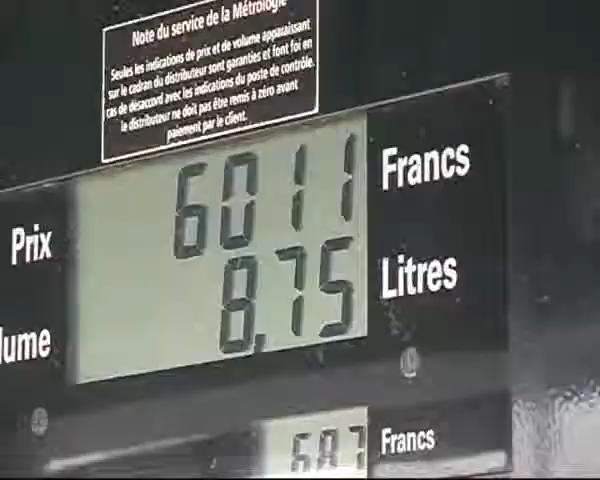 Note du service de la Métrologie
Seules les indications de prix et de volume apparaissant
sur le cadran du distributeur sont garanties et font foi en
cas de désaccord avec les indications du poste de contrôle.
le distributeur ne doit pas être remis à zéro avant
paiement par le client.
Prix 6011 Francs
lume 8,75 Litres
687 Francs